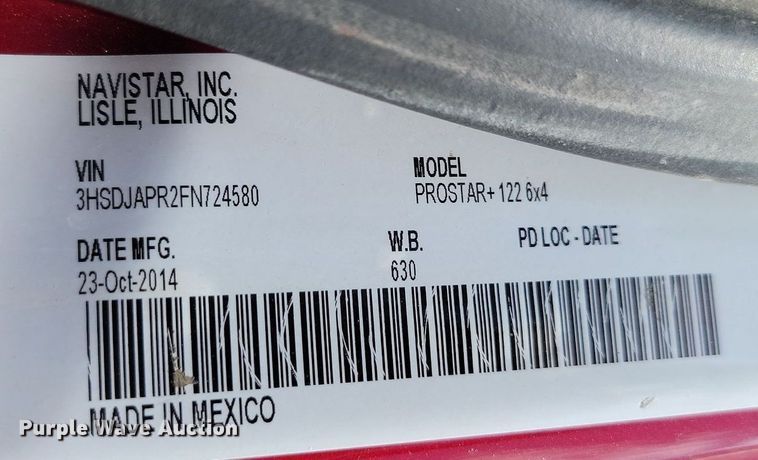 NAVISTAR, INC.
LISLE, ILLINOIS
VIN
3HSDJAPR2FN724580
MODEL
PROSTAR+ 122 6x4
DATE MFG.
23-Oct-2014
W.B.
630
PD LOC - DATE
MADE IN MEXICO
Purple Wave Auction